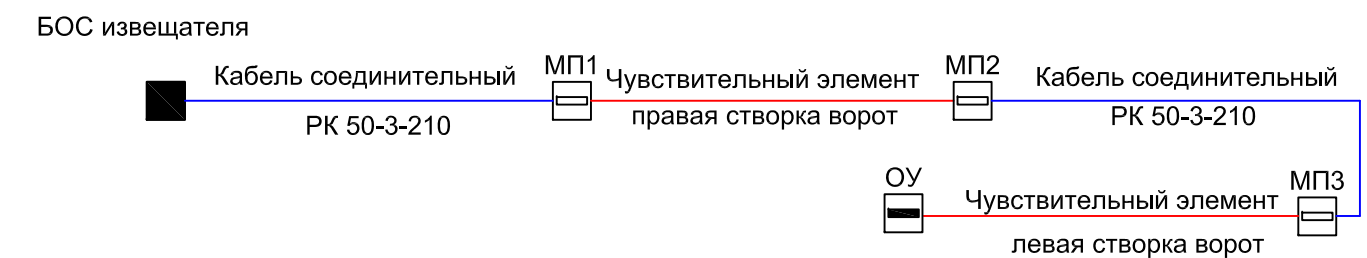 БОС извещателя
Кабель соединительный
РК 50-3-210
МП1
Чувствительный элемент
правая створка ворот
МП2
Кабель соединительный
РК 50-3-210
ОУ
Чувствительный элемент
левая створка ворот
МП3